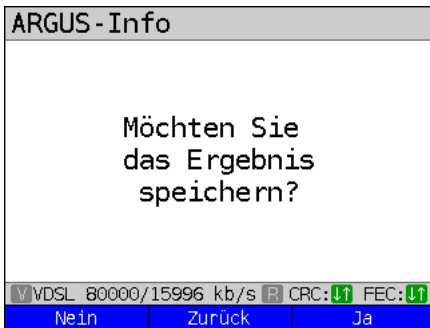 ARGUS-Info
Möchten Sie
das Ergebnis
speichern?
V VDSL 80000/15996 kb/s R CRC:↓↑ FEC:↓↑
Nein Zurück Ja